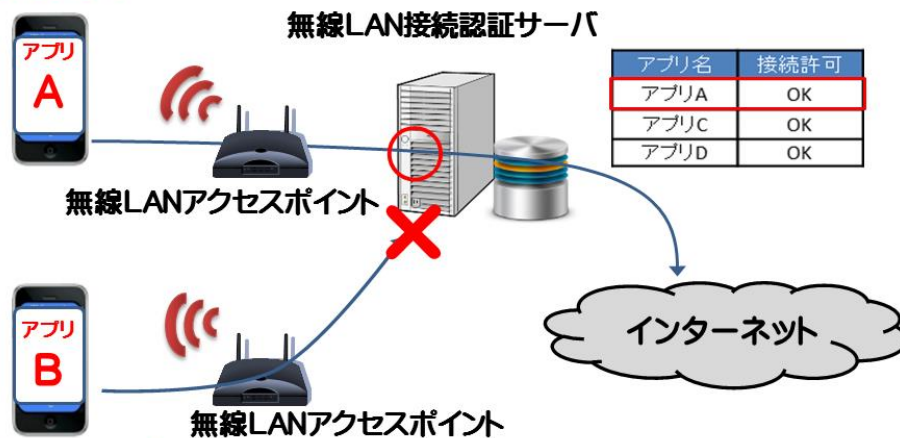 無線LAN接続認証サーバ
アプリ
A
アプリ名 接続許可
アプリA OK
アプリC OK
アプリD OK
無線LANアクセスポイント
アプリ
B
インターネット
無線LANアクセスポイント